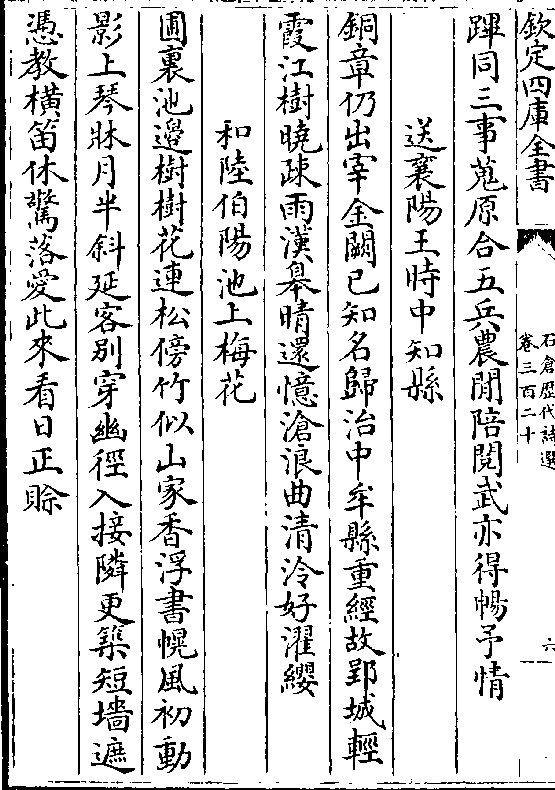 欽定四庫全書
石倉歷代詩選
卷三百二十
六
蹕同三事蒐原合五兵農閒陪閱武亦得暢予情
送襄陽王時中知縣
銅章仍出宰金闕已知名歸治中牟縣重經故郢城輕
霞江樹曉疎雨漢臯晴還憶滄浪曲清泠好濯纓
和陸伯陽池上梅花
圃裏池邉樹樹花連松傍竹似山家香浮書幌風初動
影上琴牀月半斜延客別穿幽徑入接隣更築短墻遮
憑教橫笛休驚落愛此來看日正賒